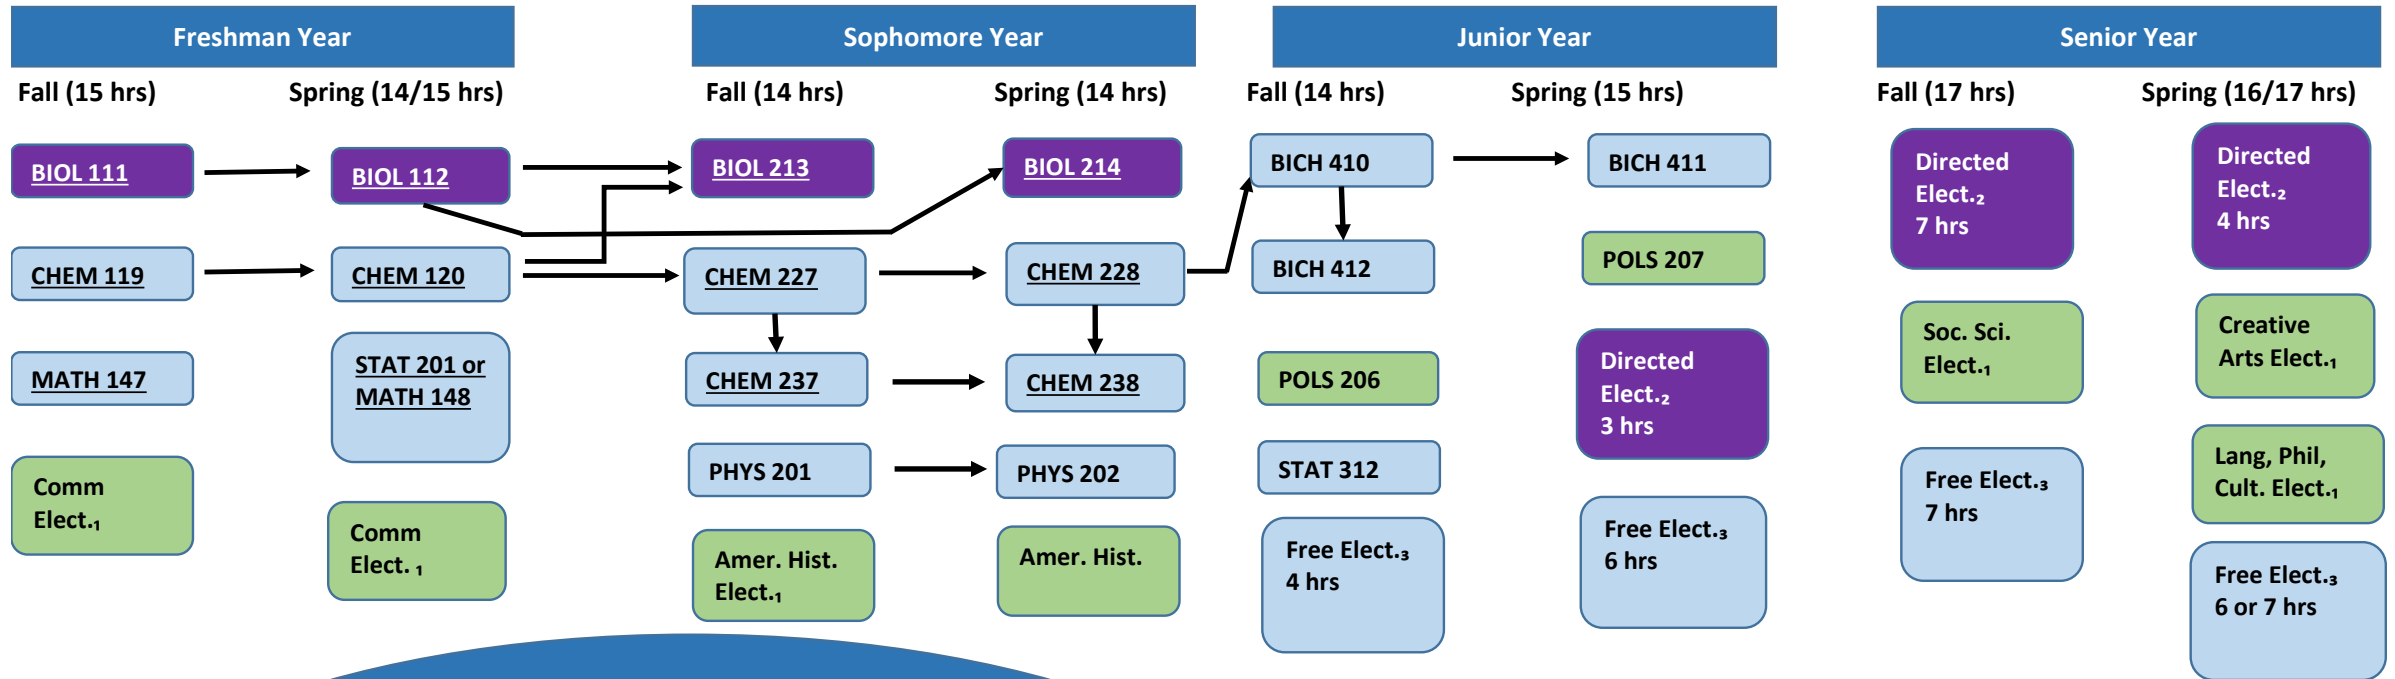 Freshman Year
Sophomore Year
Junior Year
Senior Year
Fall (15 hrs)
Spring (14/15 hrs)
Fall (14 hrs)
Spring (14 hrs)
Fall (14 hrs)
Spring (15 hrs)
Fall (17 hrs)
Spring (16/17 hrs)
BIOL 111
CHEM 119
MATH 147
Comm
Elect.₁
BIOL 112
CHEM 120
STAT 201 or
MATH 148
Comm
Elect. ₁
BIOL 213
CHEM 227
CHEM 237
PHYS 201
Amer. Hist.
Elect.₁
BIOL 214
CHEM 228
CHEM 238
PHYS 202
Amer. Hist.
BICH 410
BICH 412
POLS 206
STAT 312
Free Elect.₃
4 hrs
BICH 411
POLS 207
Directed
Elect.₂
3 hrs
Free Elect.₃
6 hrs
Directed
Elect.₂
7 hrs
Soc. Sci.
Elect.₁
Free Elect.₃
7 hrs
Directed
Elect.₂
4 hrs
Creative
Arts Elect.₁
Lang, Phil,
Cult. Elect.₁
Free Elect.₃
6 or 7 hrs